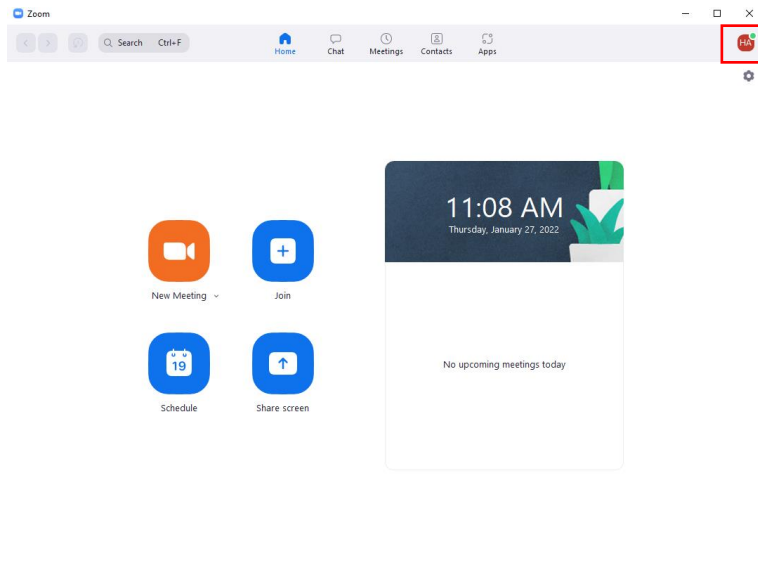 Zoom
Search Ctrl+F
Home
Chat
Meetings
Contacts
Apps
HA
11:08 AM
Thursday, January 27, 2022
New Meeting
Join
19
Schedule
Share screen
No upcoming meetings today